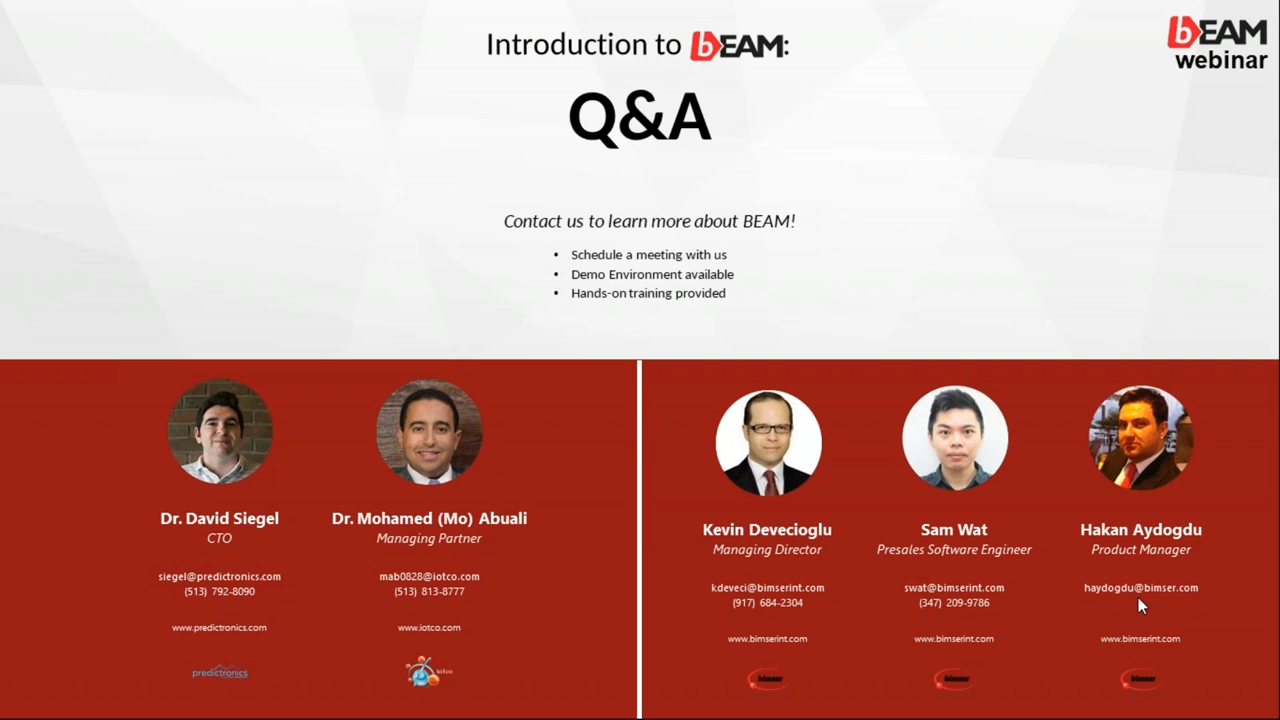 Introduction to bEAM:
bEAM
webinar
Q&A
Contact us to learn more about BEAM!
• Schedule a meeting with us
• Demo Environment available
• Hands-on training provided
Dr. David Siegel
CTO
siegel@predictronics.com
(513) 792-8090
www.predictronics.com
predictronics
Dr. Mohamed (Mo) Abuali
Managing Partner
mab0828@iotco.com
(513) 813-8777
www.iotco.com
IoTco
Kevin Devecioglu
Managing Director
kdeveci@bimserint.com
(917) 684-2304
www.bimserint.com
bimser
Sam Wat
Presales Software Engineer
swat@bimserint.com
(347) 209-9786
www.bimserint.com
bimser
Hakan Aydogdu
Product Manager
haydogdu@bimser.com
www.bimserint.com
bimser